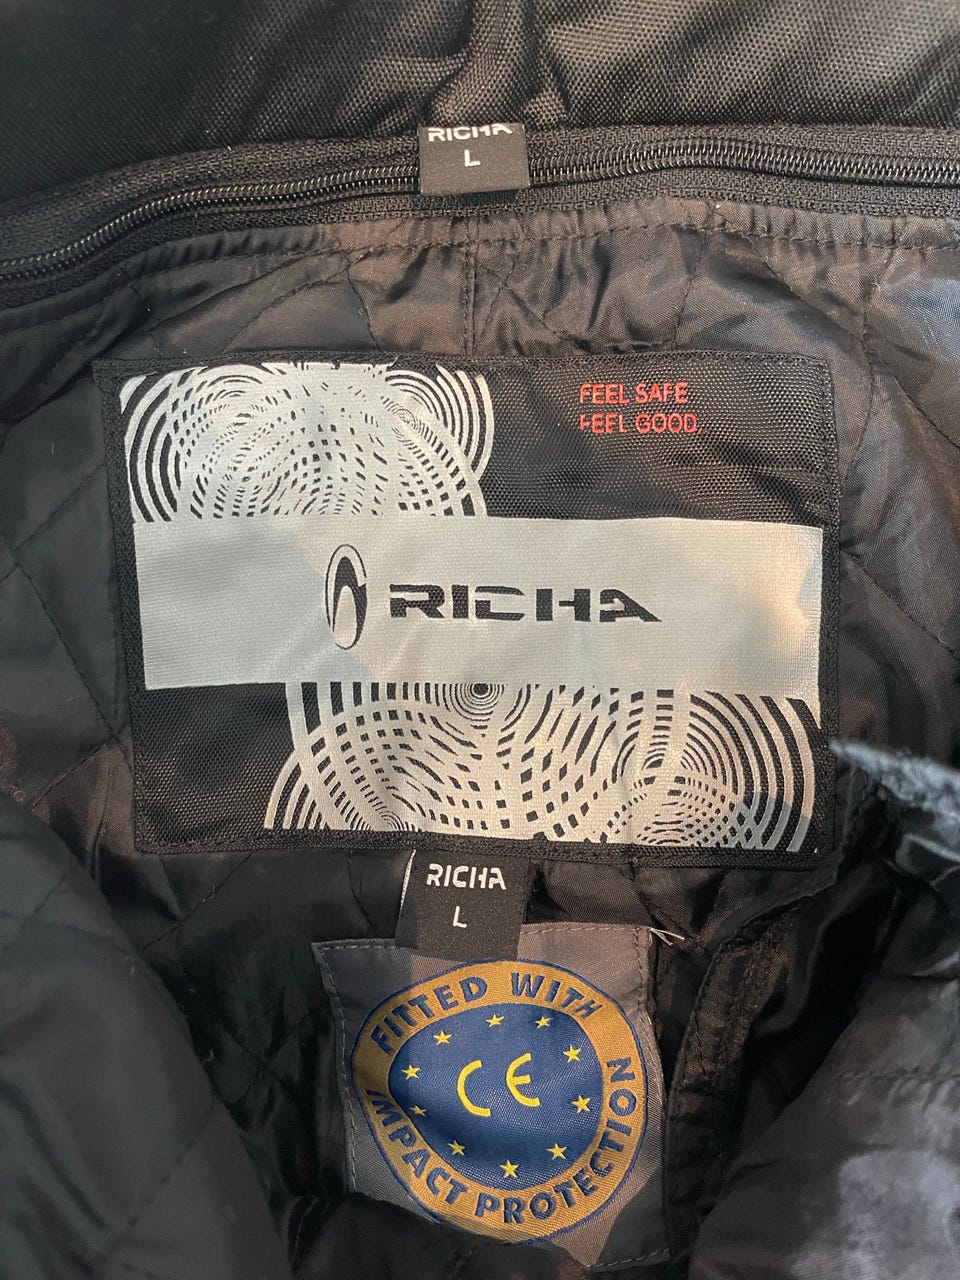 RICHA
L
FEEL SAFE
FEEL GOOD
RICHA
RICHA
L
FITTED WITH
CE
IMPACT PROTECTION